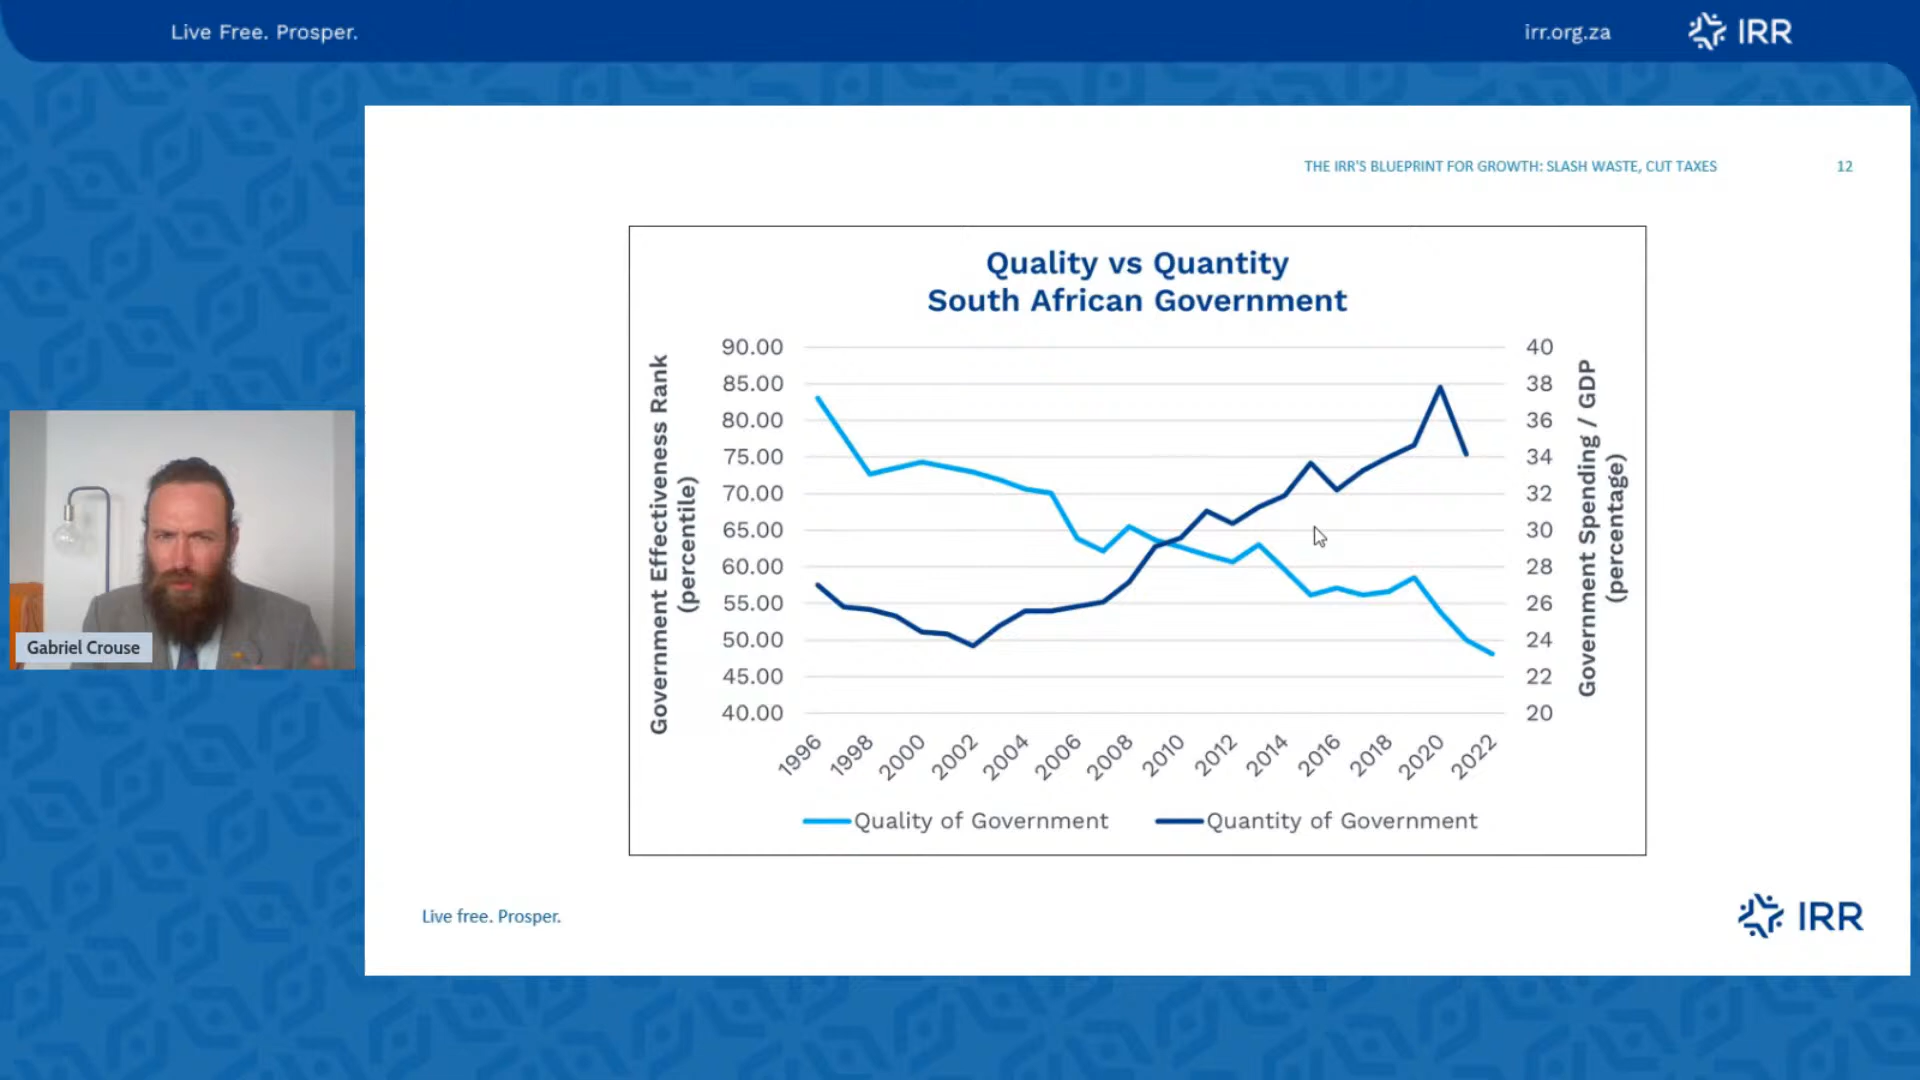 Live Free. Prosper.
irr.org.za
IRR
THE IRR'S BLUEPRINT FOR GROWTH: SLASH WASTE, CUT TAXES
12
Quality vs Quantity
South African Government
Government Effectiveness Rank
(percentile)
90.00
85.00
80.00
75.00
70.00
65.00
60.00
55.00
50.00
45.00
40.00
40
38
36
34
32
30
28
26
24
22
20
Government Spending / GDP
(percentage)
1996
1998
2000
2002
2004
2006
2008
2010
2012
2014
2016
2018
2020
2022
Quality of Government
Quantity of Government
Gabriel Crouse
Live free. Prosper.
IRR